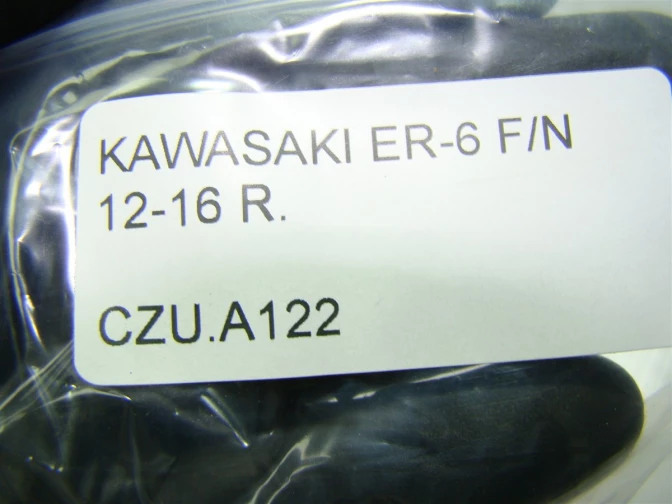 KAWASAKI ER-6 F/N
12-16 R.
CZU.A122